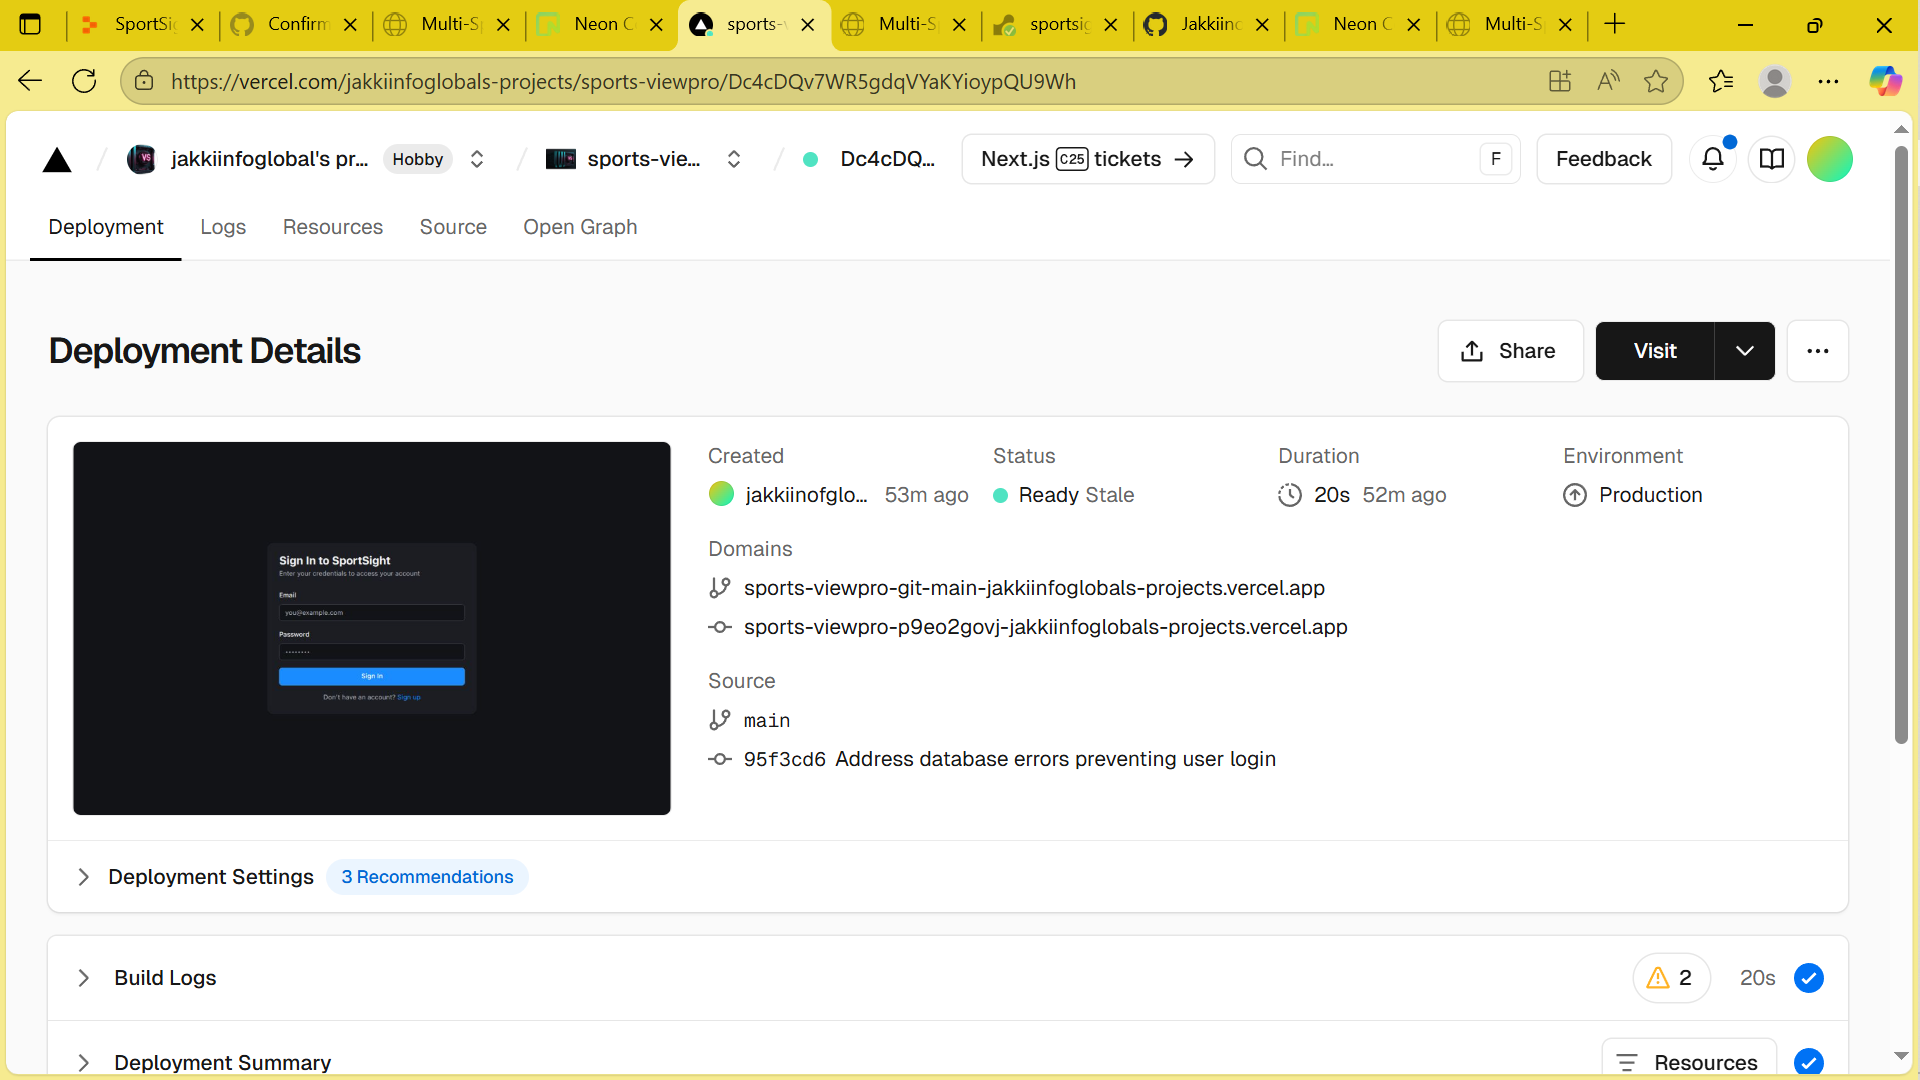 SportSi
Confirm
Multi-Sp
Neon C
sports-v
Multi-S
sportsig
Jakkiinc
Neon C
Multi-S
https://vercel.com/jakkiinfoglobals-projects/sports-viewpro/Dc4cDQv7WR5gdqVYaKYioypQU9Wh
jakkiinfoglobal's pr...
Hobby
sports-vie...
Dc4cDQ...
Next.js C25 tickets →
Find...
F
Feedback
Deployment
Logs
Resources
Source
Open Graph
Deployment Details
Share
Visit
Sign In to SportSight
Enter your credentials to access your account
Email
you@example.com
Password
Sign In
Don't have an account? Sign up
Created
jakkiinofglo... 53m ago
Status
Ready Stale
Duration
20s 52m ago
Environment
Production
Domains
sports-viewpro-git-main-jakkiinfoglobals-projects.vercel.app
sports-viewpro-p9eo2govj-jakkiinfoglobals-projects.vercel.app
Source
main
95f3cd6 Address database errors preventing user login
Deployment Settings
3 Recommendations
Build Logs
2
20s
Deployment Summary
Resources